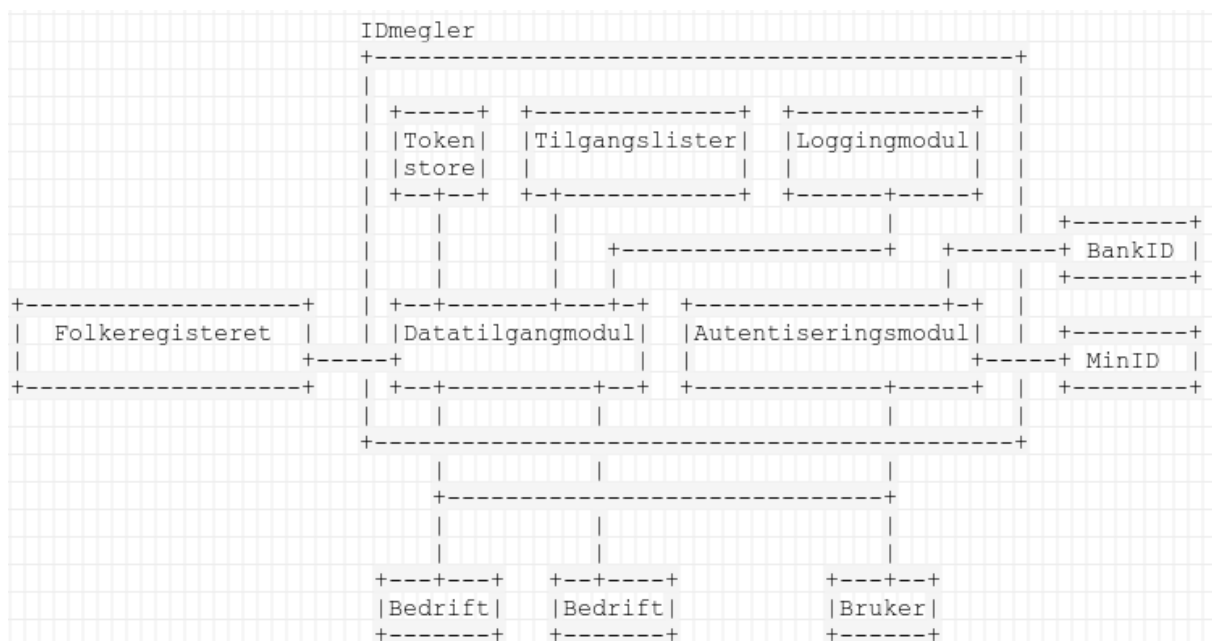 IDmegler
Token
store
Tilgangslister
Loggingmodul
BankID
Folkeregisteret
Datatilgangmodul
Autentiseringsmodul
MinID
Bedrift
Bedrift
Bruker